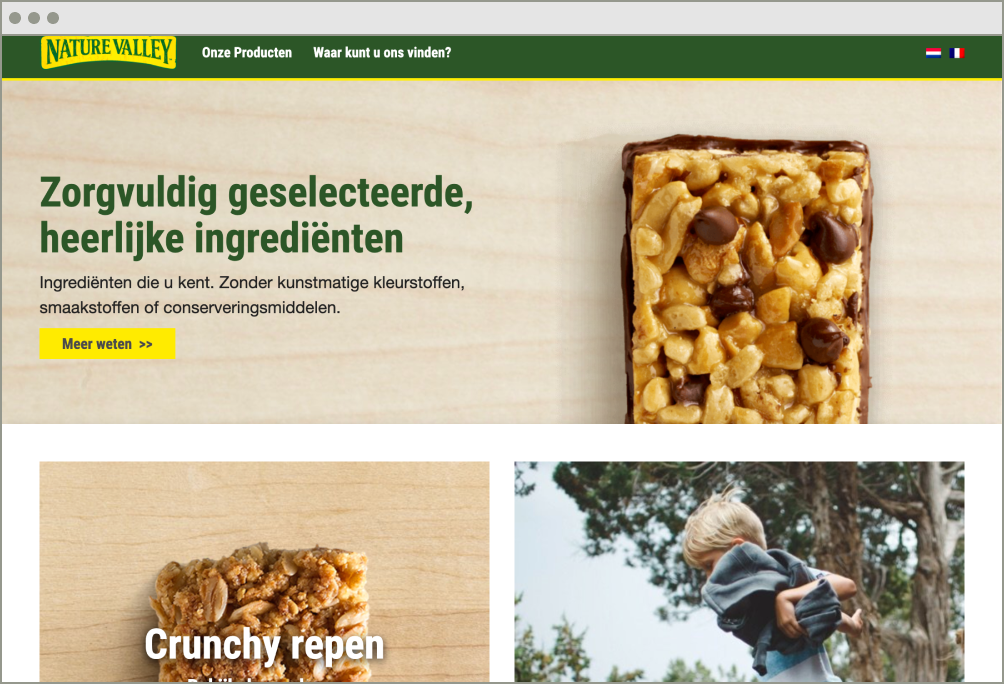 NATURE VALLEY
Onze Producten
Waar kunt u ons vinden?
Zorgvuldig geselecteerde,
heerlijke ingrediënten
Ingrediënten die u kent. Zonder kunstmatige kleurstoffen,
smaakstoffen of conserveringsmiddelen.
Meer weten >>
Crunchy repen